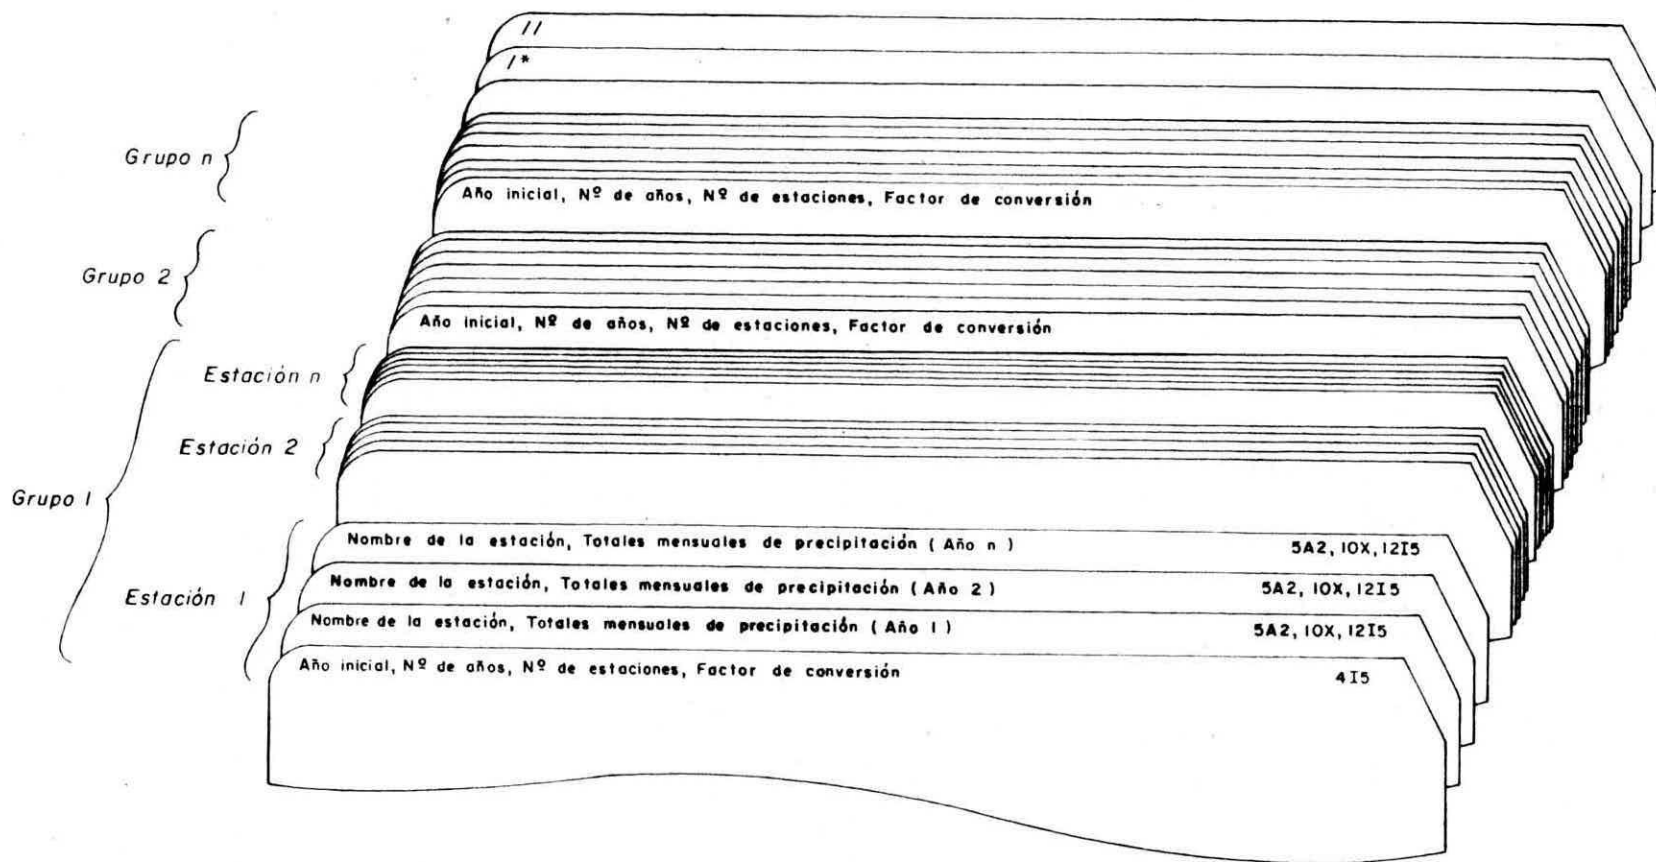 //
/*
Grupo n
Año inicial, Nº de años, Nº de estaciones, Factor de conversión
Grupo 2
Año inicial, Nº de años, Nº de estaciones, Factor de conversión
Estación n
Estación 2
Grupo 1
Nombre de la estación, Totales mensuales de precipitación (Año n) 5A2, 10X, 12I5
Nombre de la estación, Totales mensuales de precipitación (Año 2) 5A2, 10X, 12I5
Estación 1
Nombre de la estación, Totales mensuales de precipitación (Año 1) 5A2, 10X, 12I5
Año inicial, Nº de años, Nº de estaciones, Factor de conversión 4I5